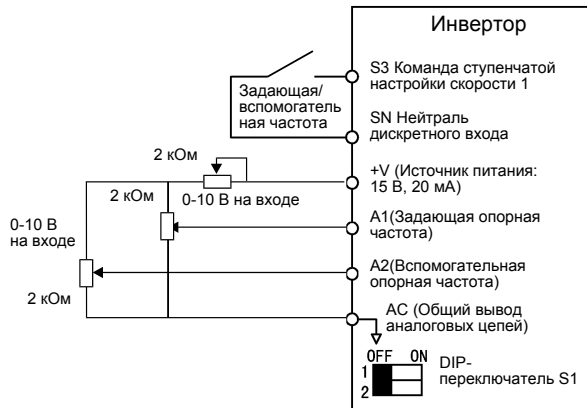 Инвертор
S3 Команда ступенчатой
настройки скорости 1
Задающая/
вспомогатель
ная частота
SN Нейтраль
дискретного входа
2 кОм
+V (Источник питания:
15 В, 20 мА)
2 кОм
0-10 В на входе
A1(Задающая опорная
частота)
0-10 В
на входе
A2(Вспомогательная
опорная частота)
2 кОм
AC (Общий вывод
аналоговых цепей)
OFF ON
1
2
DIP-
переключатель S1